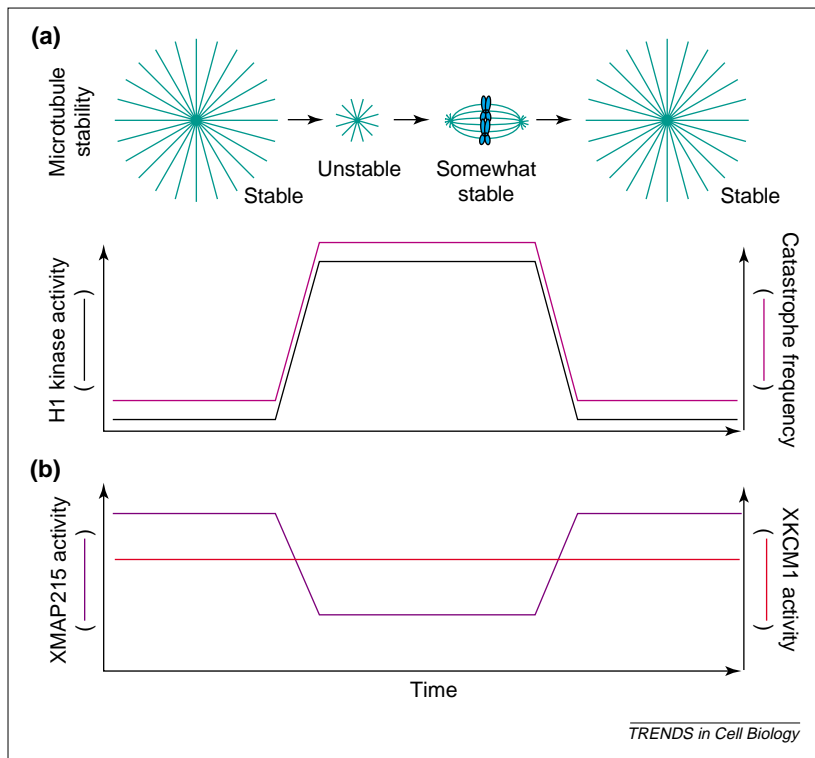 (a)
Microtubule
stability
Stable
Unstable
Somewhat
stable
Stable
H1 kinase activity
( )
Catastrophe frequency
( )
(b)
XMAP215 activity
( )
XKCM1 activity
( )
Time
TRENDS in Cell Biology